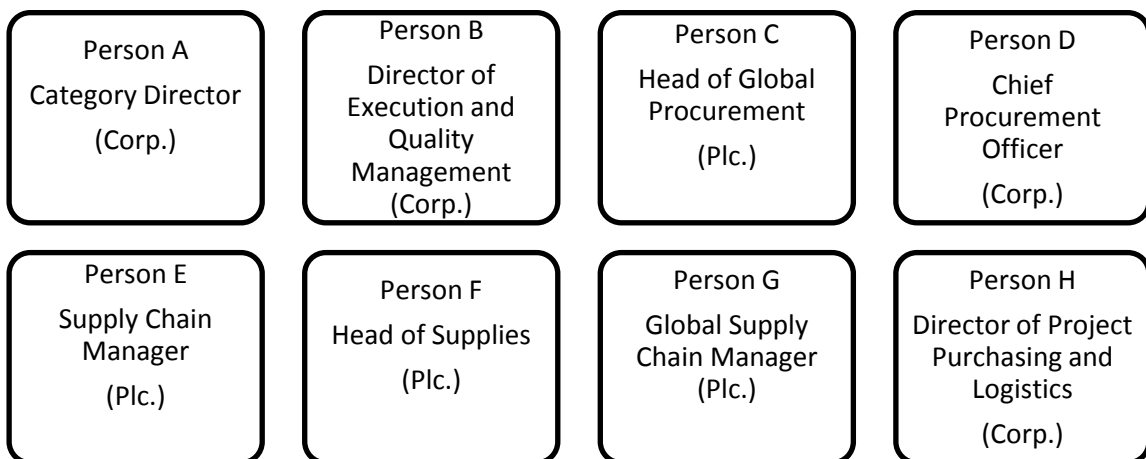 Person A
Category Director
(Corp.)
Person B
Director of
Execution and
Quality
Management
(Corp.)
Person C
Head of Global
Procurement
(Plc.)
Person D
Chief
Procurement
Officer
(Corp.)
Person E
Supply Chain
Manager
(Plc.)
Person F
Head of Supplies
(Plc.)
Person G
Global Supply
Chain Manager
(Plc.)
Person H
Director of Project
Purchasing and
Logistics
(Corp.)